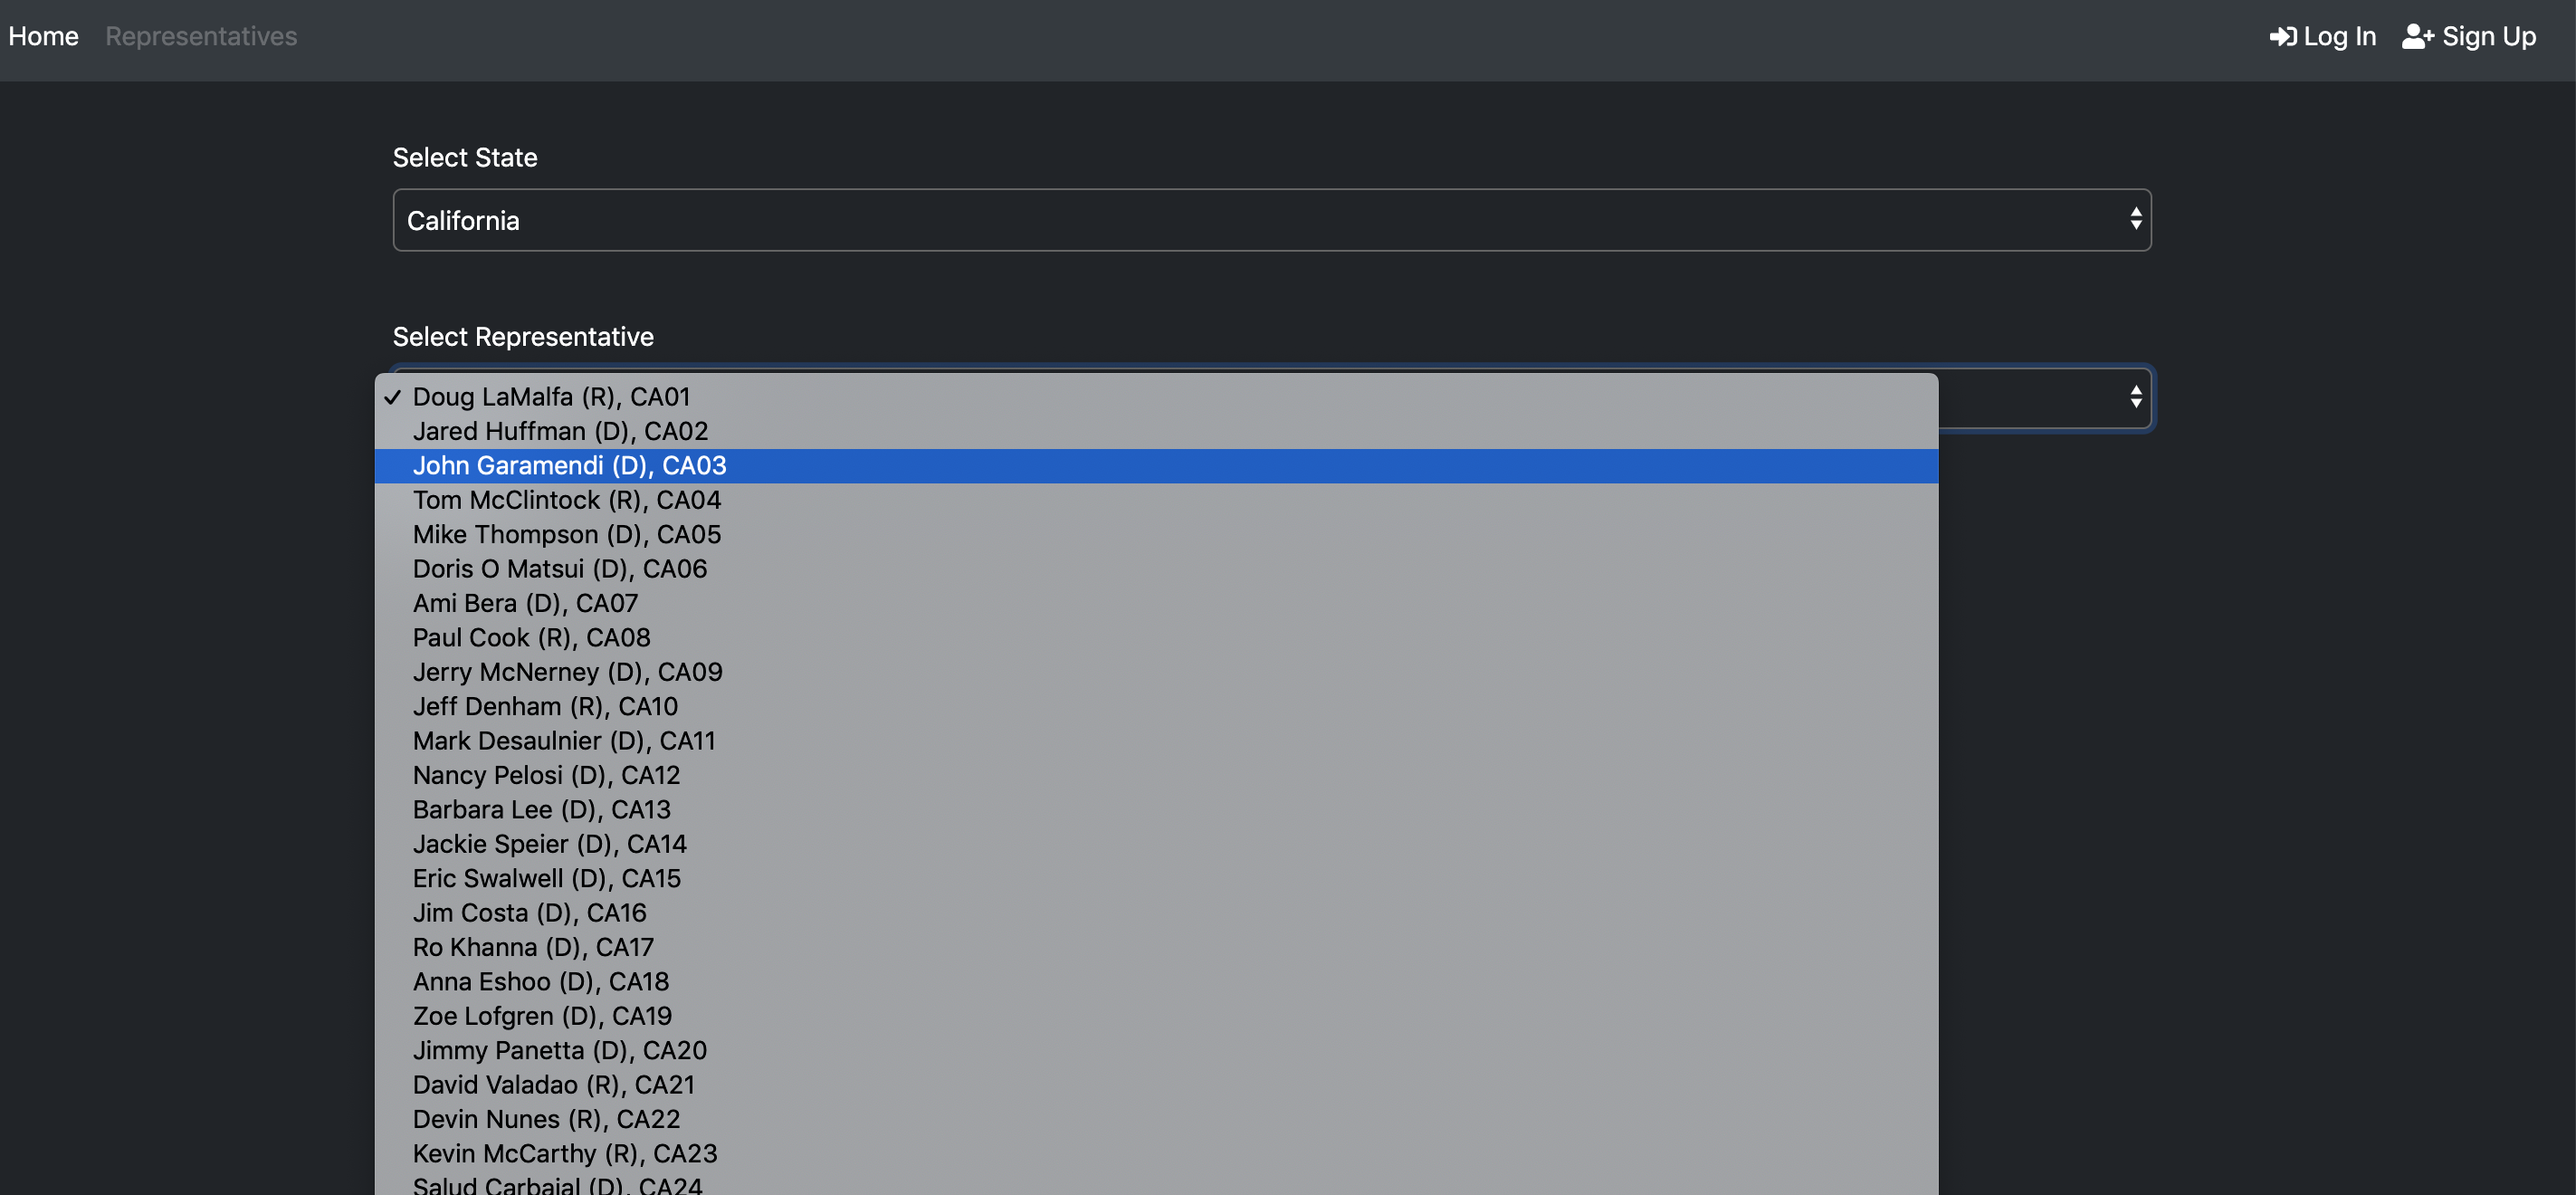 Home Representatives Log In Sign Up
Select State
California
Select Representative
Doug LaMalfa (R), CA01
Jared Huffman (D), CA02
John Garamendi (D), CA03
Tom McClintock (R), CA04
Mike Thompson (D), CA05
Doris O Matsui (D), CA06
Ami Bera (D), CA07
Paul Cook (R), CA08
Jerry McNerney (D), CA09
Jeff Denham (R), CA10
Mark Desaulnier (D), CA11
Nancy Pelosi (D), CA12
Barbara Lee (D), CA13
Jackie Speier (D), CA14
Eric Swalwell (D), CA15
Jim Costa (D), CA16
Ro Khanna (D), CA17
Anna Eshoo (D), CA18
Zoe Lofgren (D), CA19
Jimmy Panetta (D), CA20
David Valadao (R), CA21
Devin Nunes (R), CA22
Kevin McCarthy (R), CA23
Salud Carbajal (D), CA24